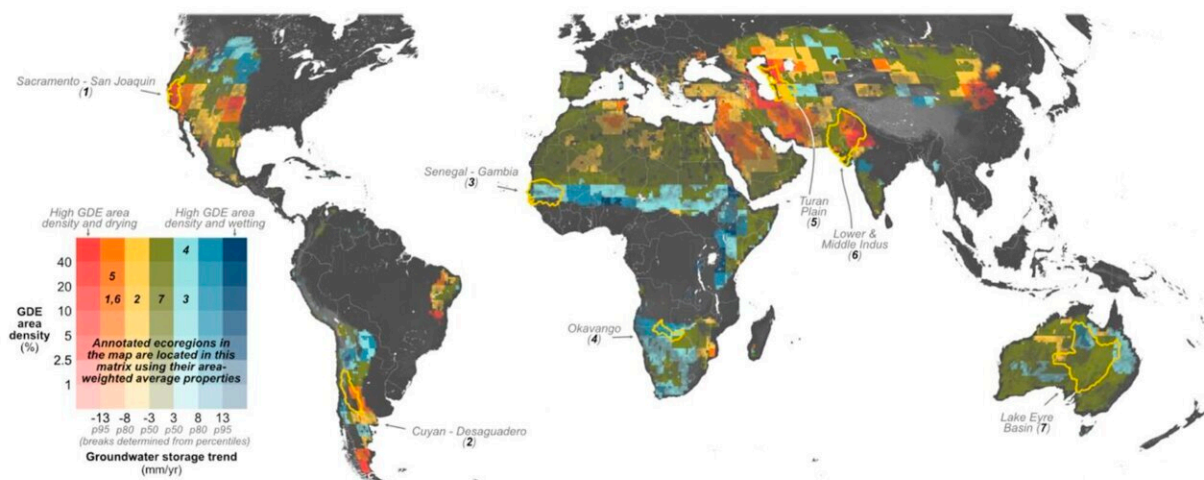 Sacramento - San Joaquin
(1)
Senegal - Gambia
(3)
Turan
Plain
(5)
Lower &
Middle Indus
(6)
High GDE area
density and drying
High GDE area
density and wetting
40
20
10
5
2.5
1
GDE
area
density
(%)
4
5
1,6
2
7
3
Annotated ecoregions
in the map are located in this
matrix using their area-
weighted average properties
-13
-8
-3
3
8
13
p95
p80
p50
p50
p80
p95
(breaks determined from percentiles)
Groundwater storage trend
(mm/yr)
Okavango
(4)
Cuyan - Desaguadero
(2)
Lake Eyre
Basin (7)